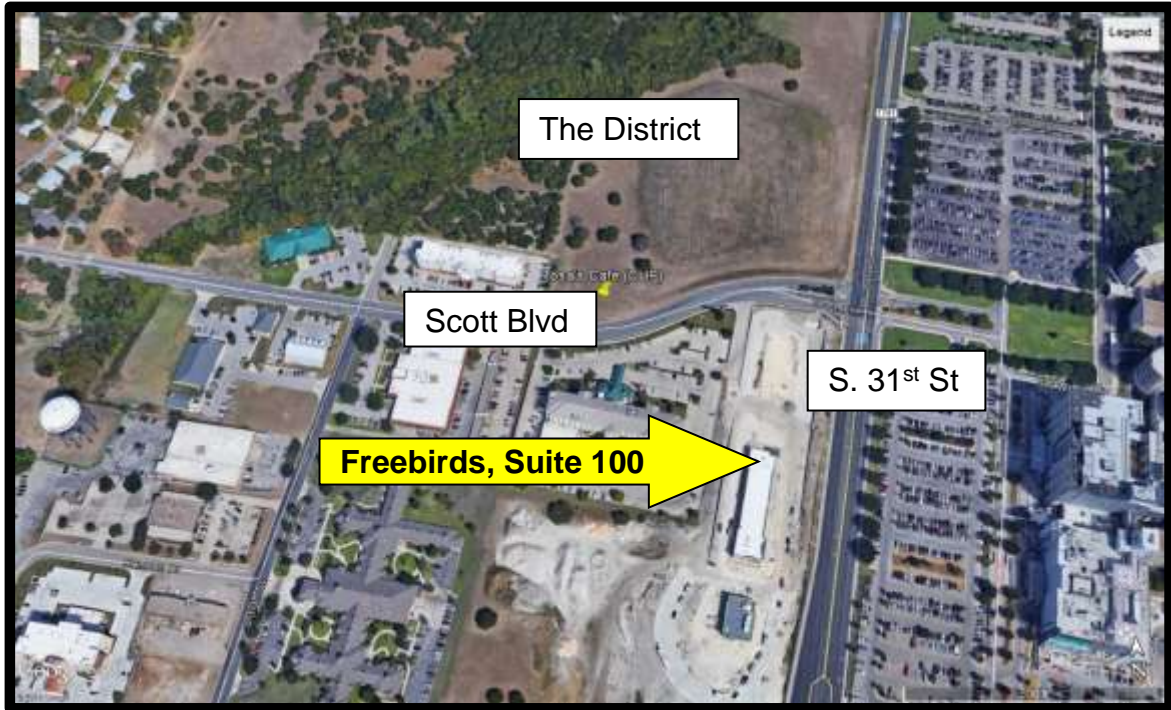 Legend
The District
Scott Blvd
S. 31st St
Freebirds, Suite 100